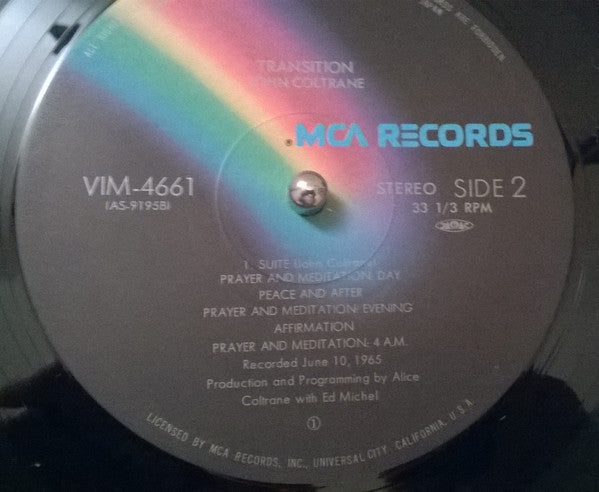 TRANSITION
COLTRANE
MCA RECORDS
VIM-4661
(AS-9195B)
STEREO SIDE 2
33 1/3 RPM
1. SUITE (John Coltrane)
PRAYER AND MEDITATION: DAY
PEACE AND AFTER
PRAYER AND MEDITATION: EVENING
AFFIRMATION
PRAYER AND MEDITATION: 4 A.M.
Recorded June 10, 1965
Production and Programming by Alice
Coltrane with Ed Michel
①
LICENSED BY MCA RECORDS, INC., UNIVERSAL CITY, CALIFORNIA, U.S.A.